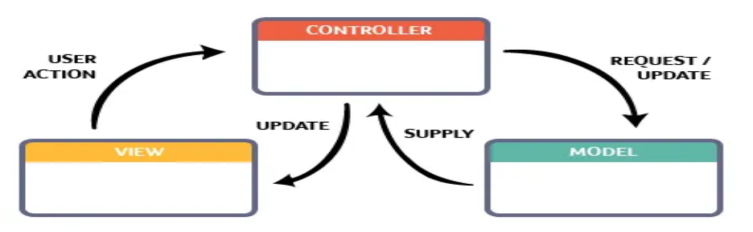 CONTROLLER
USER
ACTION
REQUEST /
UPDATE
UPDATE
SUPPLY
VIEW
MODEL